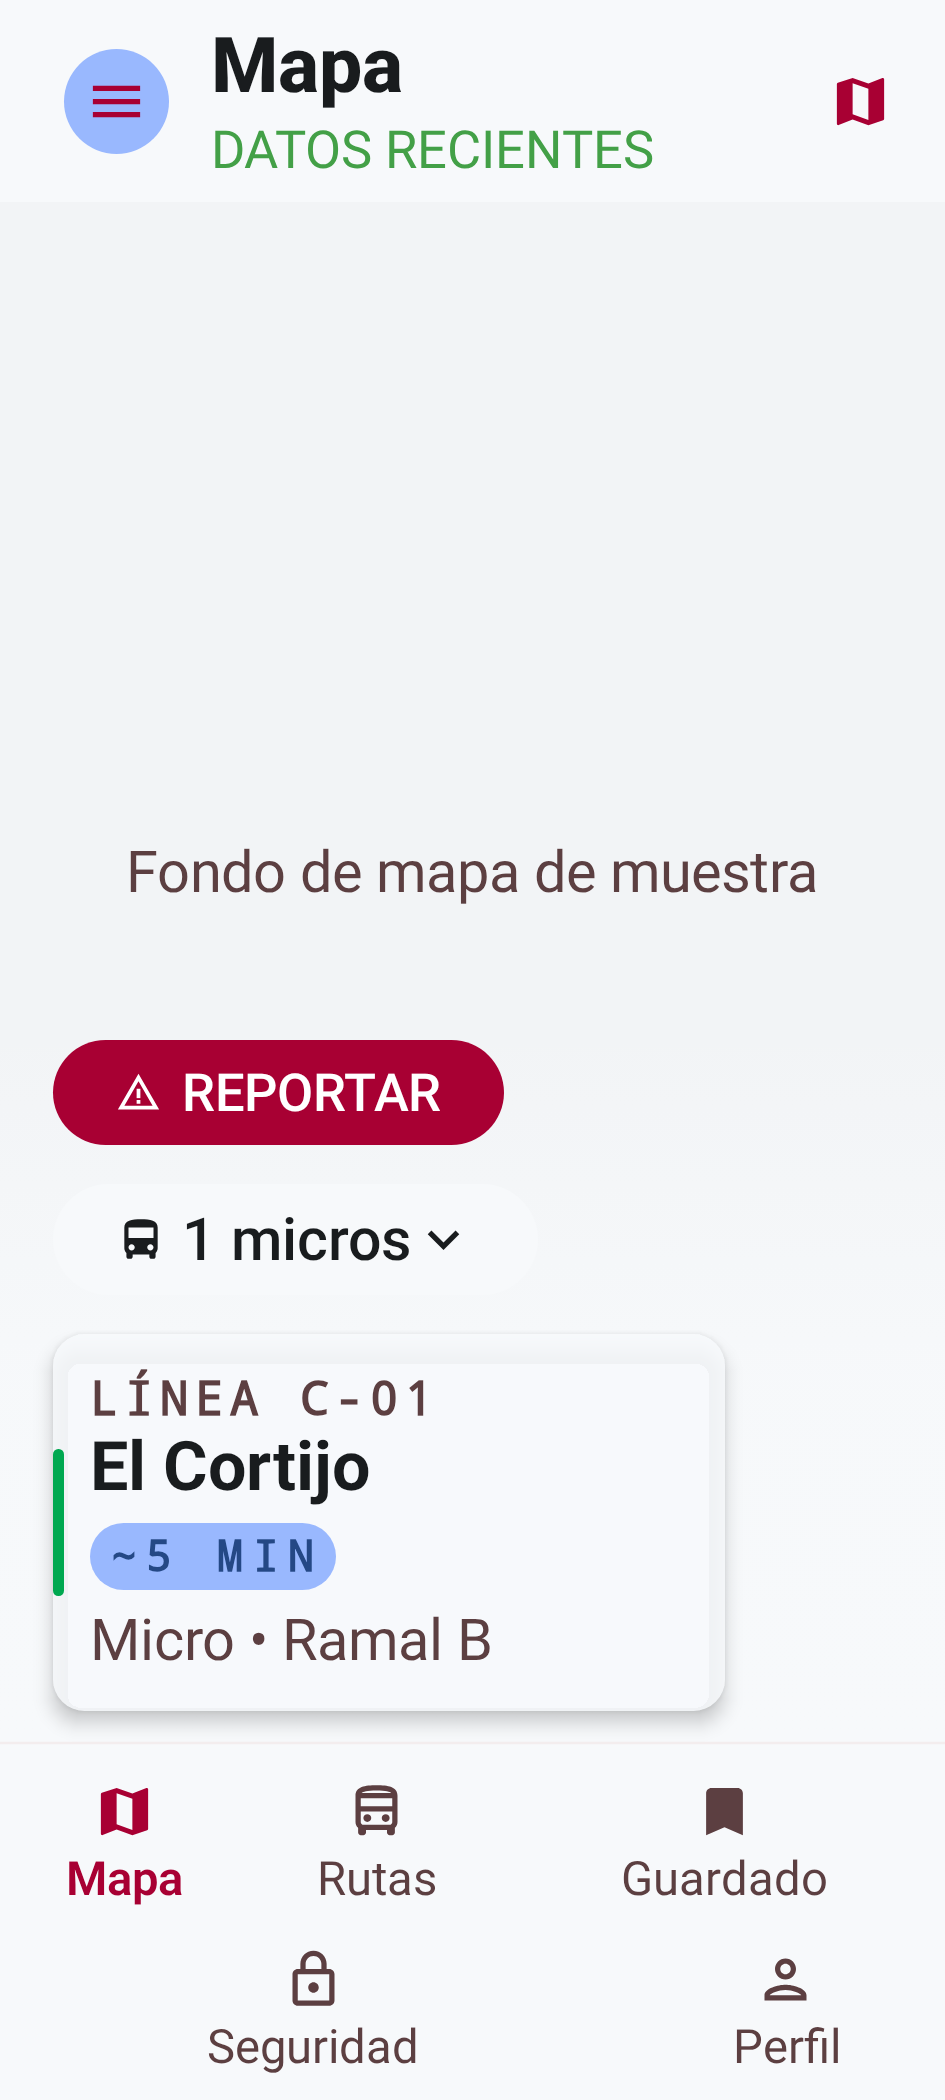 Mapa
DATOS RECIENTES
Fondo de mapa de muestra
REPORTAR
1 micros
LÍNEA C-01
El Cortijo
~5 MIN
Micro • Ramal B
Mapa
Rutas
Guardado
Seguridad
Perfil